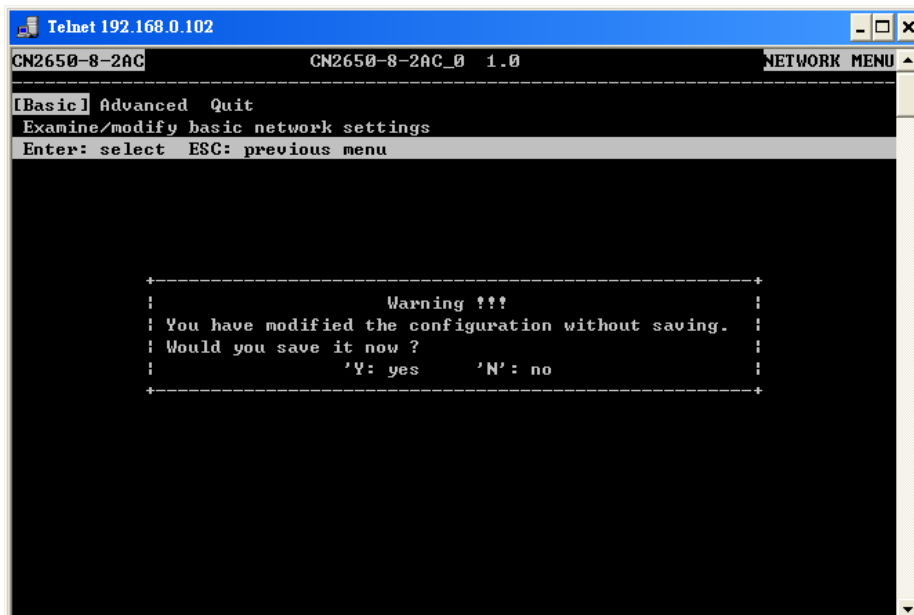 Telnet 192.168.0.102
CN2650-8-2AC CN2650-8-2AC_0 1.0 NETWORK MENU
[Basic] Advanced Quit
Examine/modify basic network settings
Enter: select ESC: previous menu
Warning !!!
You have modified the configuration without saving.
Would you save it now ?
'Y: yes 'N': no